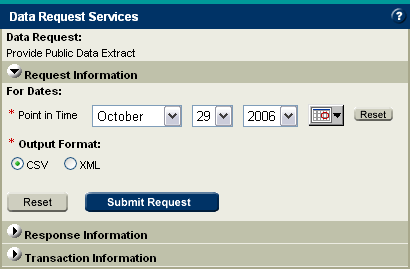 Data Request Services ?
Data Request:
Provide Public Data Extract
Request Information
For Dates:
* Point in Time October 29 2006 Reset
* Output Format:
CSV XML
Reset Submit Request
Response Information
Transaction Information